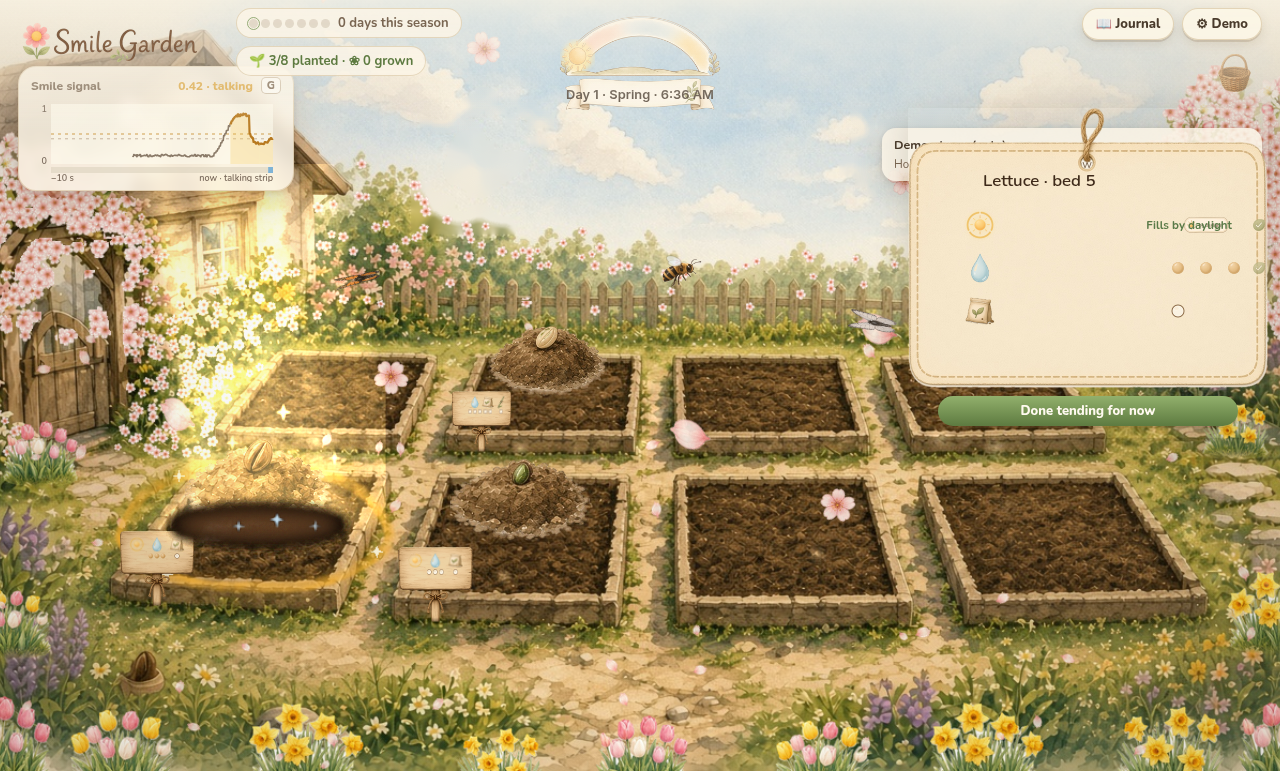 Smile Garden
0 days this season
3/8 planted · 0 grown
Smile signal
0.42 · talking
G
1
0
−10 s
now · talking strip
Day 1 · Spring · 6:36 AM
Journal
Demo
Lettuce · bed 5
Fills by daylight
Done tending for now